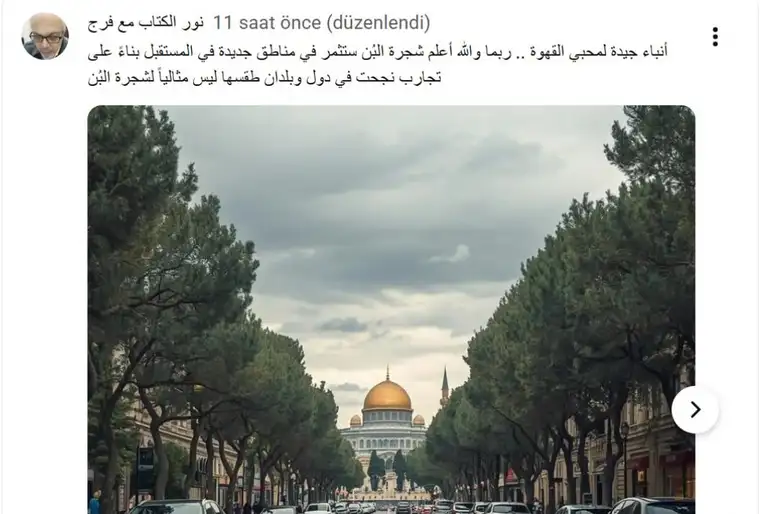 نور الكتاب مع فرج 11 saat önce (düzenlendi)
أنباء جيدة لمحبي القهوة .. ربما والله أعلم شجرة البُن ستثمر في مناطق جديدة في المستقبل بناءً على
تجارب نجحت في دول وبلدان طقسها ليس مثالياً لشجرة البُن